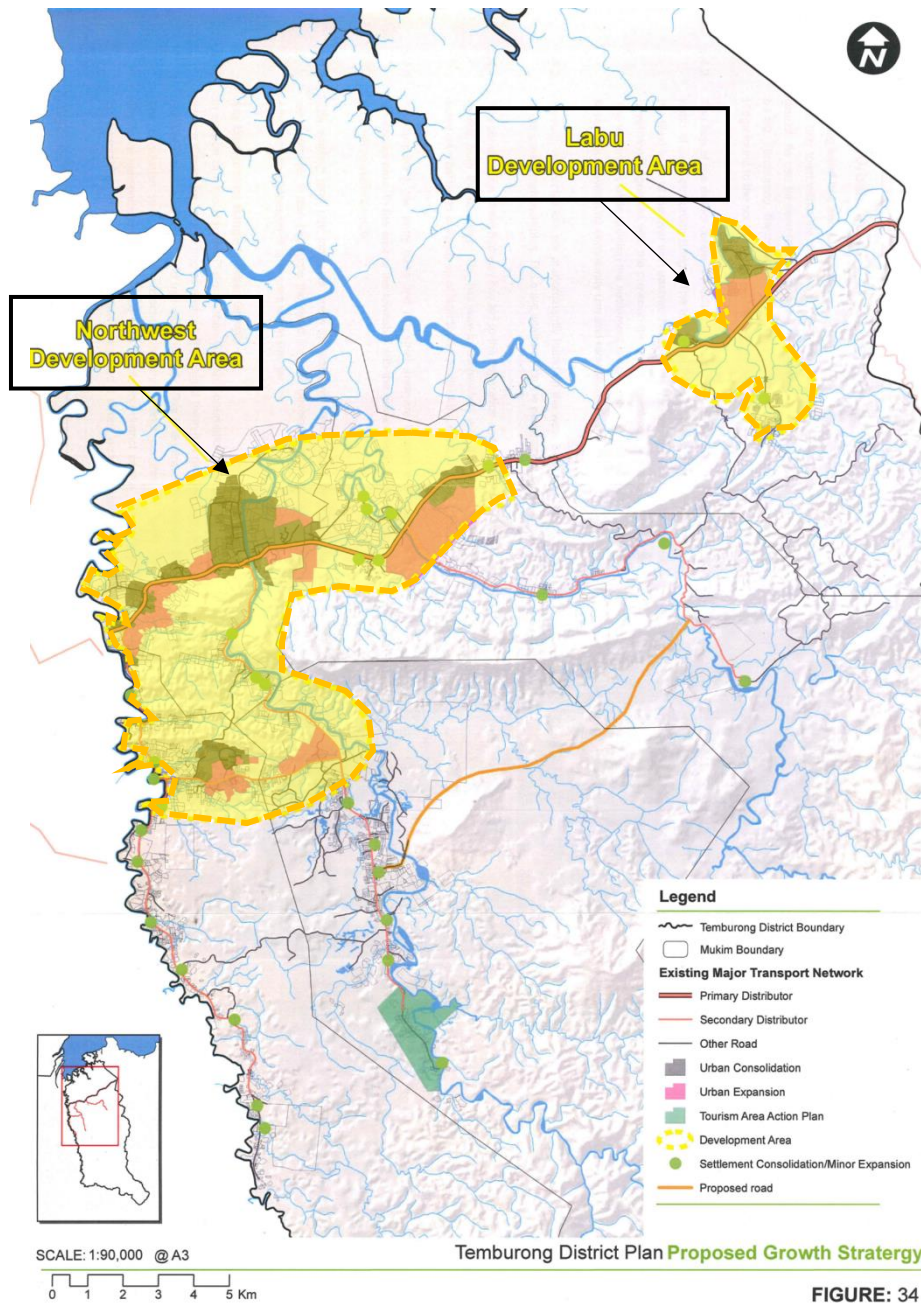 N
Labu
Development Area
Northwest
Development Area
Legend
Temburong District Boundary
Mukim Boundary
Existing Major Transport Network
Primary Distributor
Secondary Distributor
Other Road
Urban Consolidation
Urban Expansion
Tourism Area Action Plan
Development Area
Settlement Consolidation/Minor Expansion
Proposed road
SCALE: 1:90,000 @ A3
Temburong District Plan Proposed Growth Stratergy
0 1 2 3 4 5 Km
FIGURE: 34